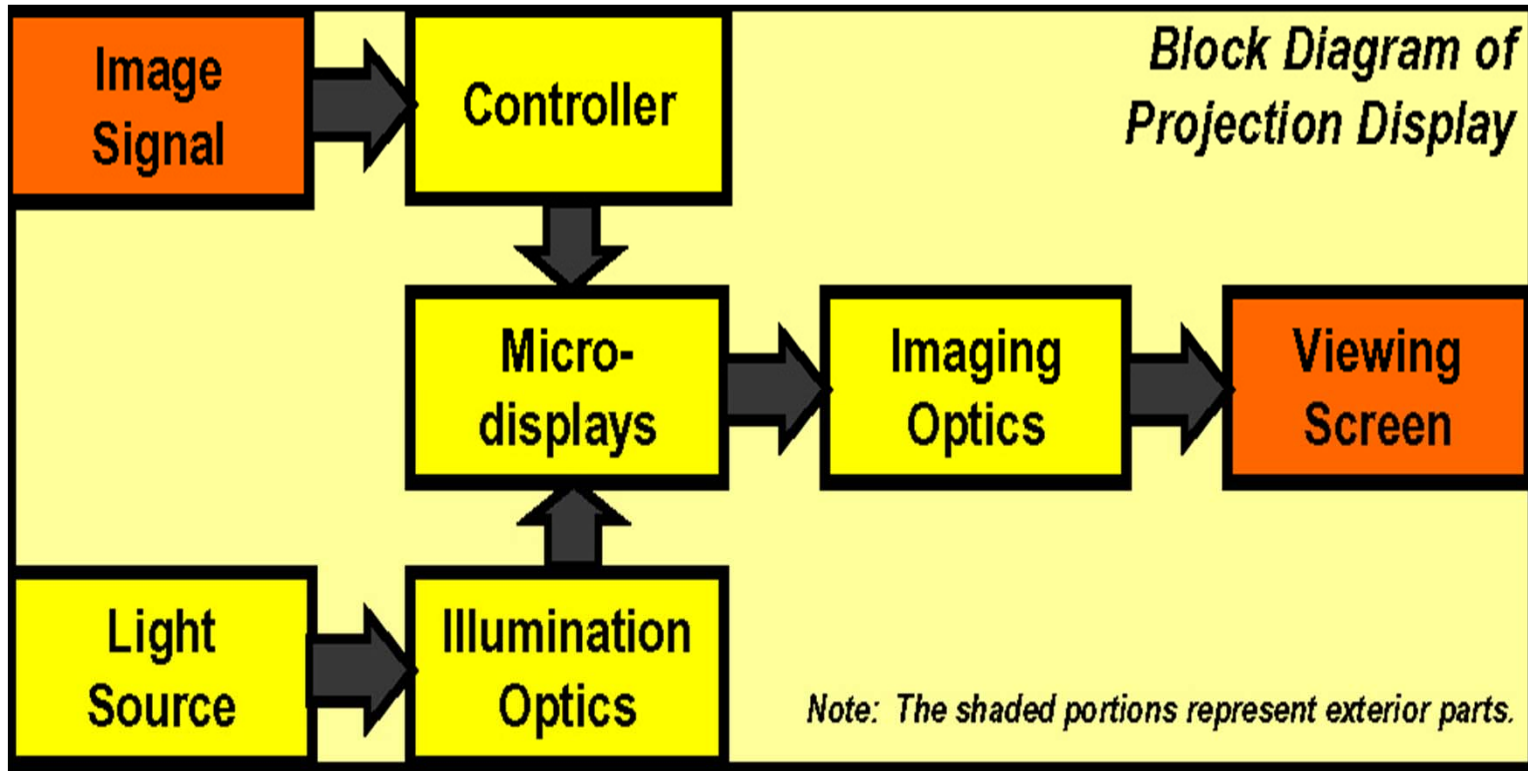 Block Diagram of
Projection Display
Image
Signal
Controller
Micro-
displays
Imaging
Optics
Viewing
Screen
Light
Source
Illumination
Optics
Note: The shaded portions represent exterior parts.